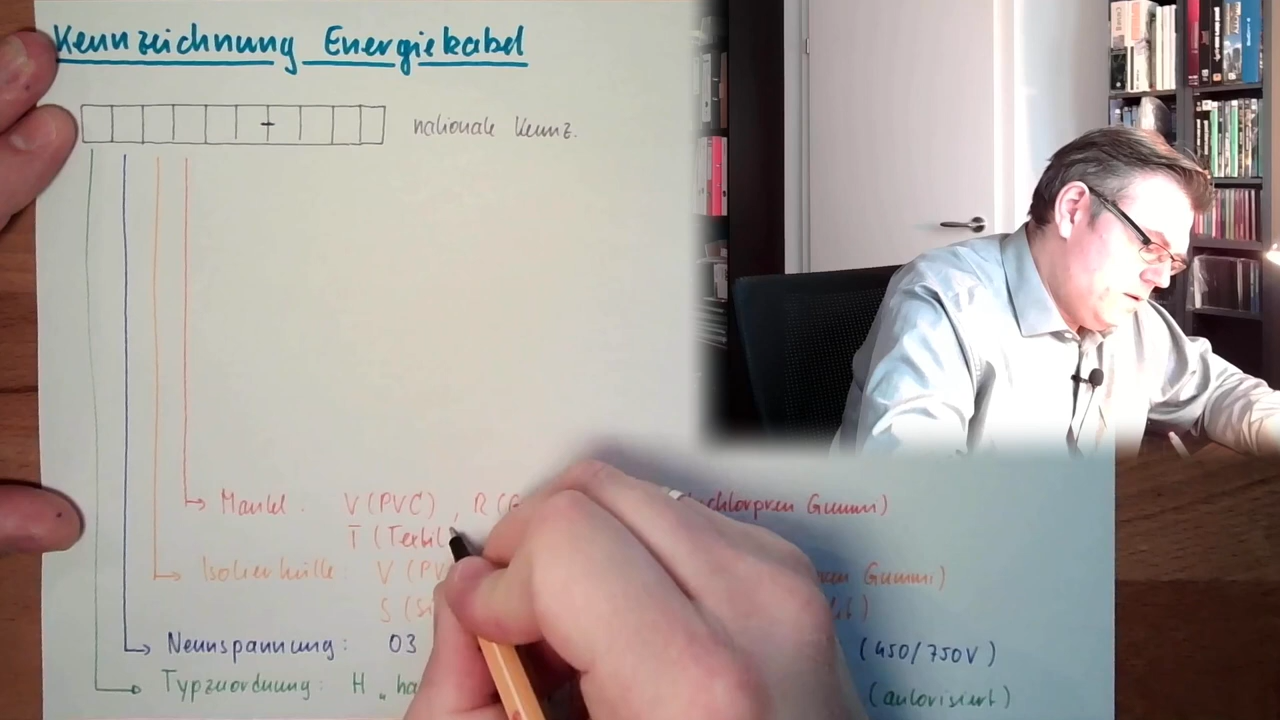 Kennzeichnung Energiekabel
nationale Kennz.
Mantel: V (PVC), R (
chlorpren Gummi)
T (Textil
Isolierhülle: V (PV
ren Gummi)
S (Si
Nennspannung: 03
(450/750V)
Typzuordnung: H „ha
(autorisiert)